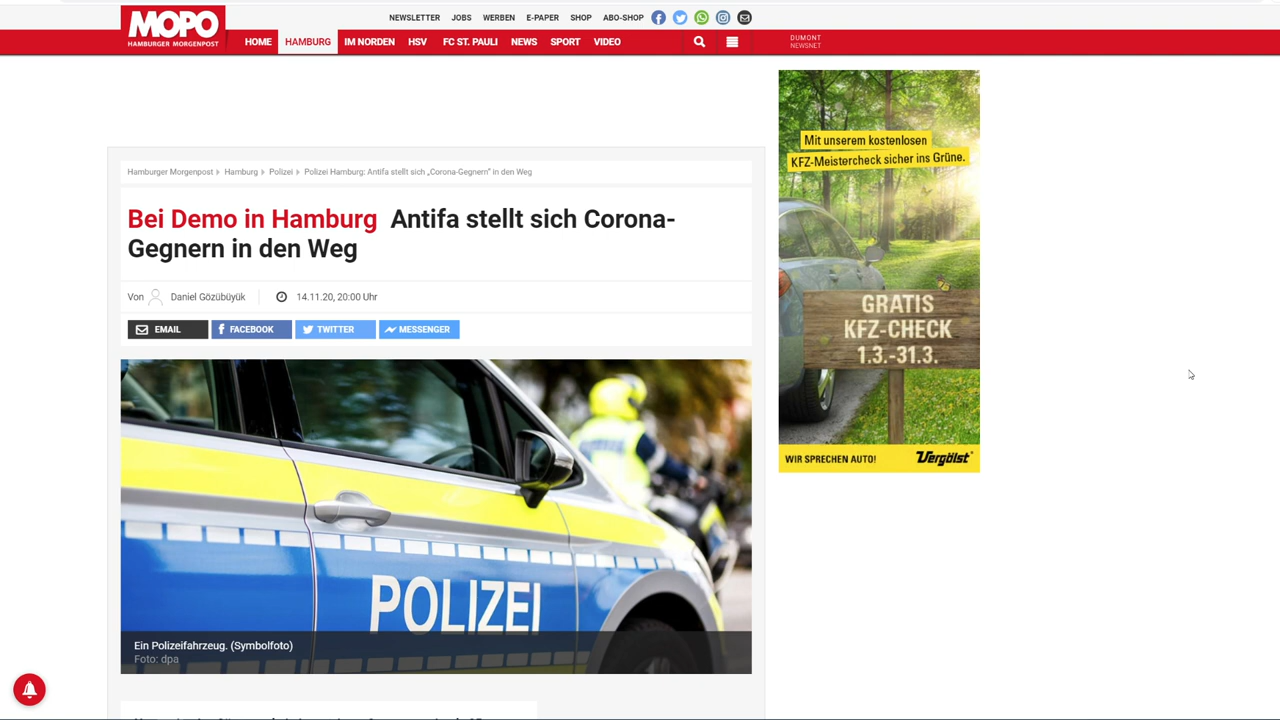 MOPO
HAMBURGER MORGENPOST
NEWSLETTER JOBS WERBEN E-PAPER SHOP ABO-SHOP
HOME HAMBURG IM NORDEN HSV FC ST. PAULI NEWS SPORT VIDEO
DUMONT
NEWSNET
Hamburger Morgenpost Hamburg Polizei Polizei Hamburg: Antifa stellt sich „Corona-Gegnern" in den Weg
Bei Demo in Hamburg Antifa stellt sich Corona-
Gegnern in den Weg
Von Daniel Gözübüyük 14.11.20, 20:00 Uhr
EMAIL FACEBOOK TWITTER MESSENGER
POLIZEI
Ein Polizeifahrzeug. (Symbolfoto)
Foto: dpa
Mit unserem kostenlosen
KFZ-Meistercheck sicher ins Grüne.
GRATIS
KFZ-CHECK
1.3.-31.3.
WIR SPRECHEN AUTO! Vergölst